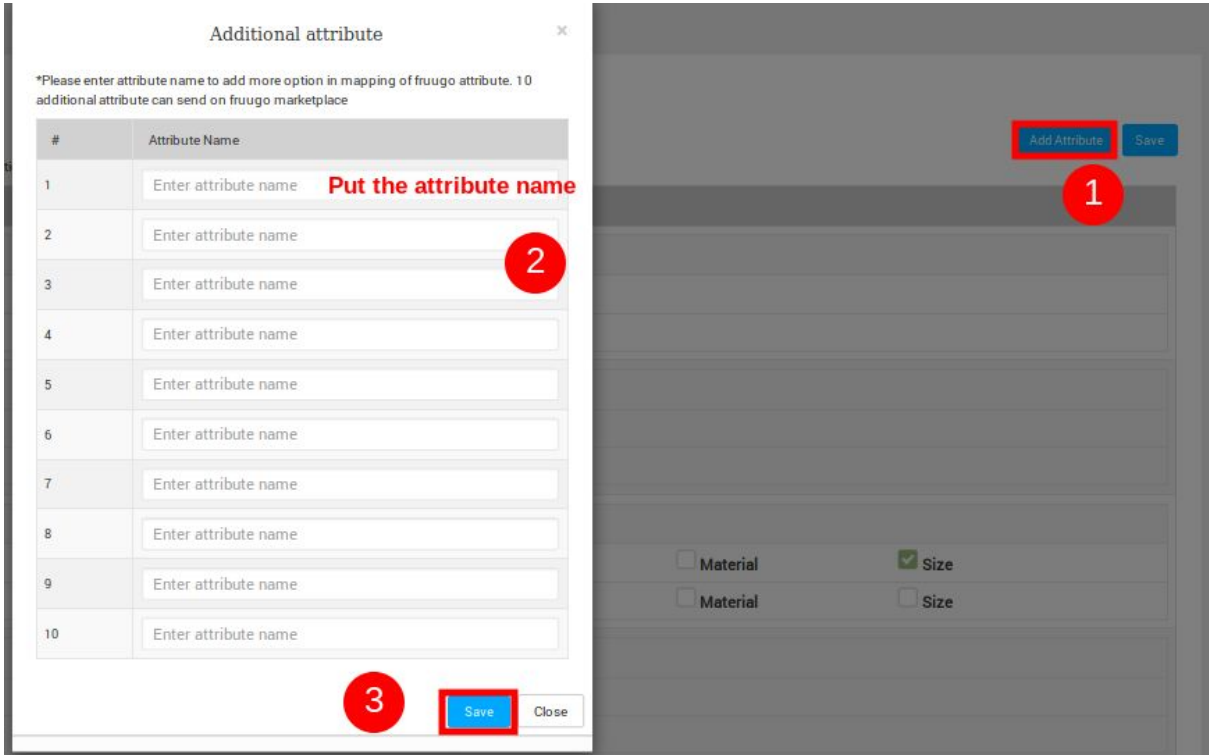 Additional attribute ×
*Please enter attribute name to add more option in mapping of fruugo attribute. 10
additional attribute can send on fruugo marketplace
# Attribute Name
1 Enter attribute name Put the attribute name
2 Enter attribute name
2
3 Enter attribute name
4 Enter attribute name
5 Enter attribute name
6 Enter attribute name
7 Enter attribute name
8 Enter attribute name
9 Enter attribute name
10 Enter attribute name
3
Save Close
Add Attribute Save
1
Material Size
Material Size